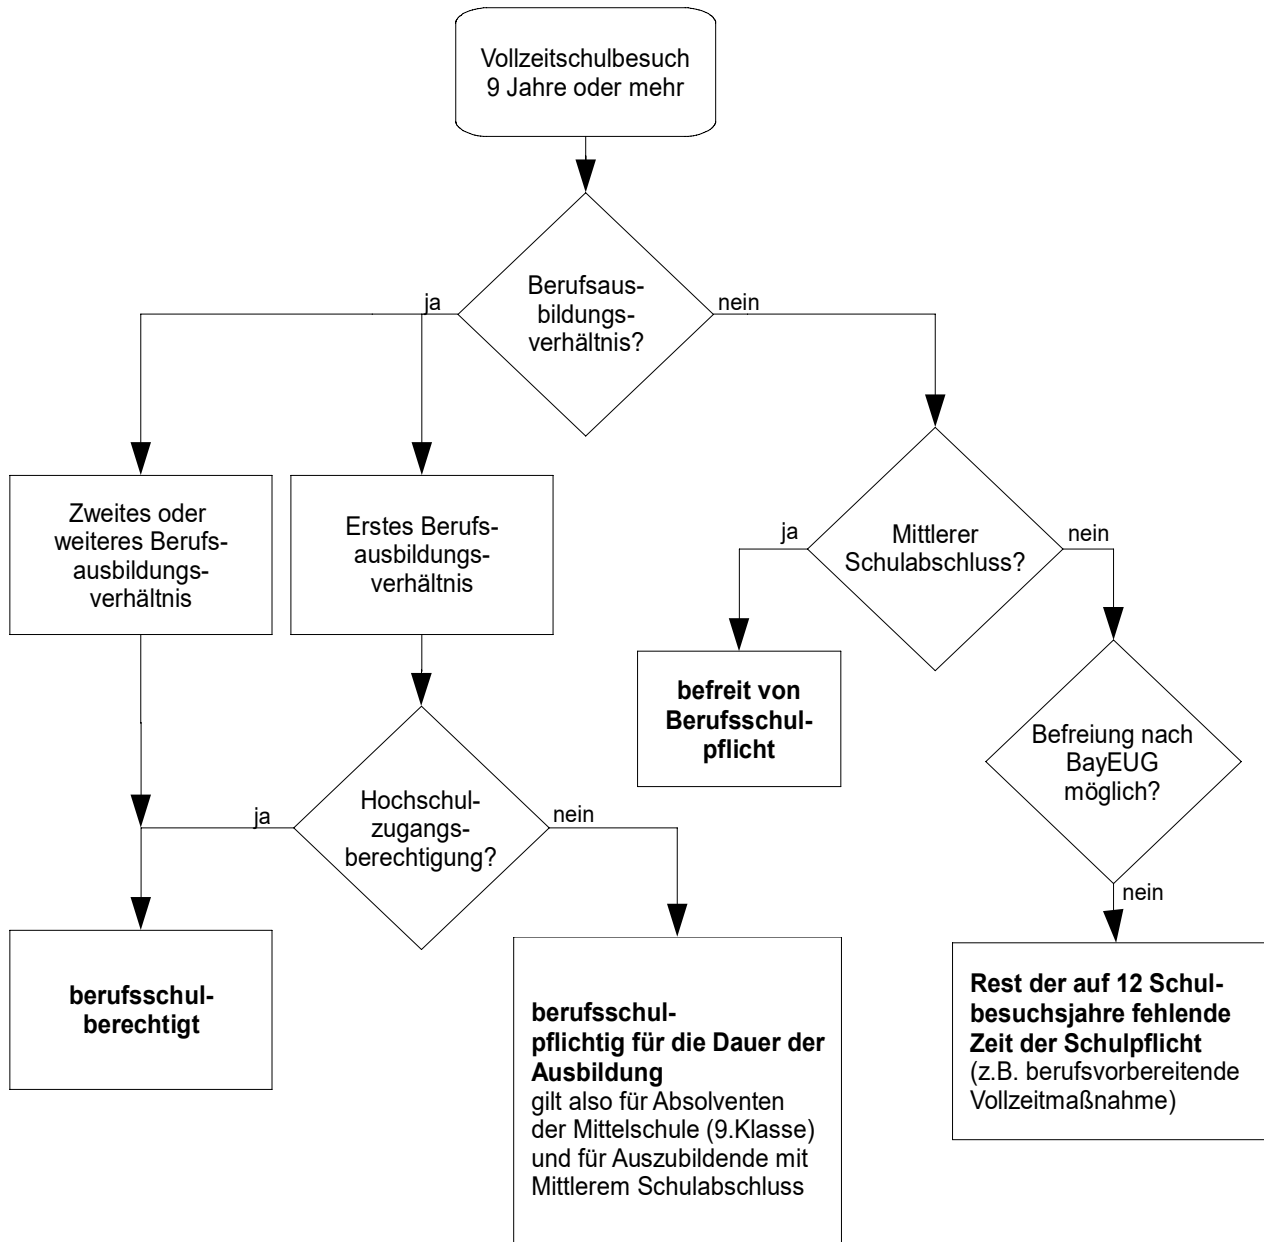 Vollzeitschulbesuch
9 Jahre oder mehr
Berufsaus-
bildungs-
verhältnis?
ja
nein
Zweites oder
weiteres Berufs-
ausbildungs-
verhältnis
Erstes Berufs-
ausbildungs-
verhältnis
Mittlerer
Schulabschluss?
ja
nein
befreit von
Berufsschul-
pflicht
Befreiung nach
BayEUG
möglich?
Hochschul-
zugangs-
berechtigung?
ja
nein
nein
berufsschul-
berechtigt
berufsschul-
pflichtig für die Dauer der
Ausbildung
gilt also für Absolventen
der Mittelschule (9.Klasse)
und für Auszubildende mit
Mittlerem Schulabschluss
Rest der auf 12 Schul-
besuchsjahre fehlende
Zeit der Schulpflicht
(z.B. berufsvorbereitende
Vollzeitmaßnahme)